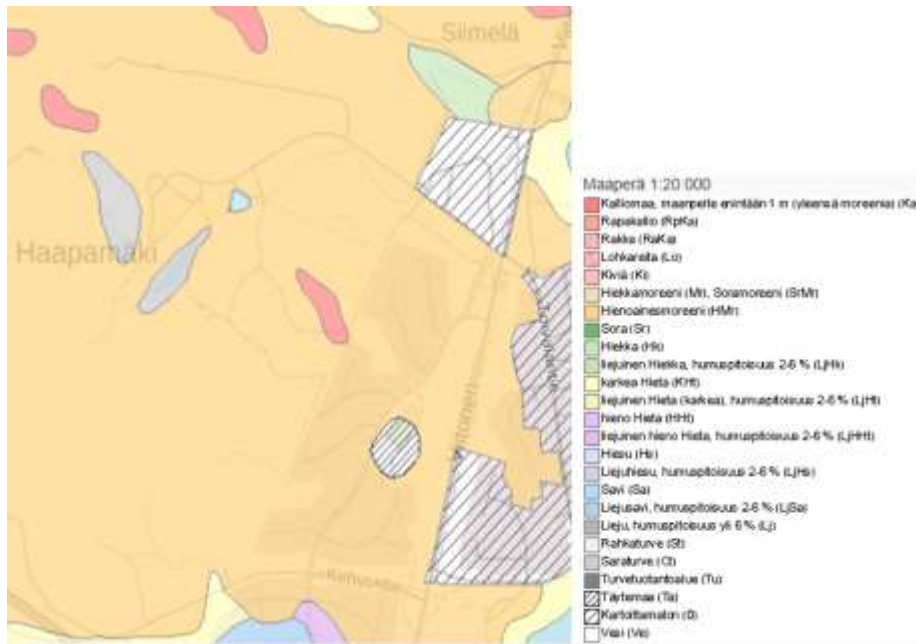 Siimelä
Haapamäki
Kehuvatie
Maaperä 1:20 000
Kalliomaa, maanpeite enintään 1 m (yleensä moreenia) (Ka
Rapakallio (RpKa)
Rakka (RaKa)
Lohkareita (Lo)
Kiviä (Ki)
Hiekkamoreeni (Mr), Soramoreeni (SrMr)
Hienoainesmoreeni (HMr)
Sora (Sr)
Hiekka (Hk)
liejuinen Hiekka, humuspitoisuus 2-6 % (LjHk)
karkea Hieta (KHt)
liejuinen Hieta (karkea), humuspitoisuus 2-6 % (LjHt)
hieno Hieta (HHt)
liejuinen hieno Hieta, humuspitoisuus 2-6 % (LjHHt)
Hiesu (Hs)
Liejuhiesu, humuspitoisuus 2-6 % (LjHs)
Savi (Sa)
Liejusavi, humuspitoisuus 2-6 % (LjSa)
Lieju, humuspitoisuus yli 6 % (Lj)
Rahkaturve (St)
Saraturve (Ct)
Turvetuotantoalue (Tu)
Täytemaa (Ta)
Kartoittamaton (0)
Vesi (Ve)